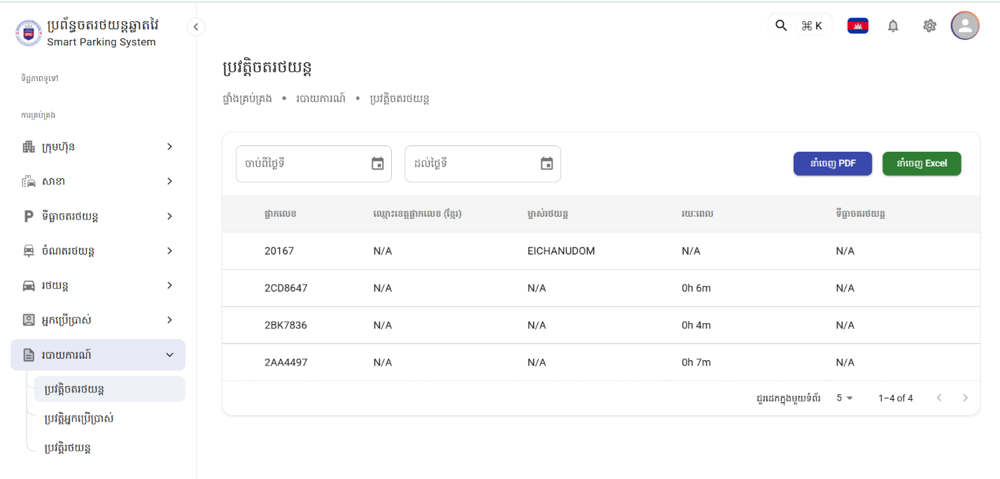 ប្រព័ន្ធចតរថយន្តឆ្លាតវៃ
Smart Parking System
⌘ K
ទិដ្ឋភាពទូទៅ
ការគ្រប់គ្រង
ក្រុមហ៊ុន
សាខា
ទីធ្លាចតរថយន្ត
ចំណតរថយន្ត
រថយន្ត
អ្នកប្រើប្រាស់
របាយការណ៍
ប្រវត្តិចតរថយន្ត
ប្រវត្តិអ្នកប្រើប្រាស់
ប្រវត្តិរថយន្ត
ប្រវត្តិចតរថយន្ត
ផ្ទាំងគ្រប់គ្រង • របាយការណ៍ • ប្រវត្តិចតរថយន្ត
ចាប់ពីថ្ងៃទី ដល់ថ្ងៃទី នាំចេញ PDF នាំចេញ Excel
ផ្លាកលេខ ឈ្មោះខេត្តផ្លាកលេខ (ខ្មែរ) ម្ចាស់រថយន្ត រយៈពេល ទីធ្លាចតរថយន្ត
20167 N/A EICHANUDOM N/A N/A
2CD8647 N/A N/A 0h 6m N/A
2BK7836 N/A N/A 0h 4m N/A
2AA4497 N/A N/A 0h 7m N/A
ជួរដេកក្នុងមួយទំព័រ 5 1–4 of 4